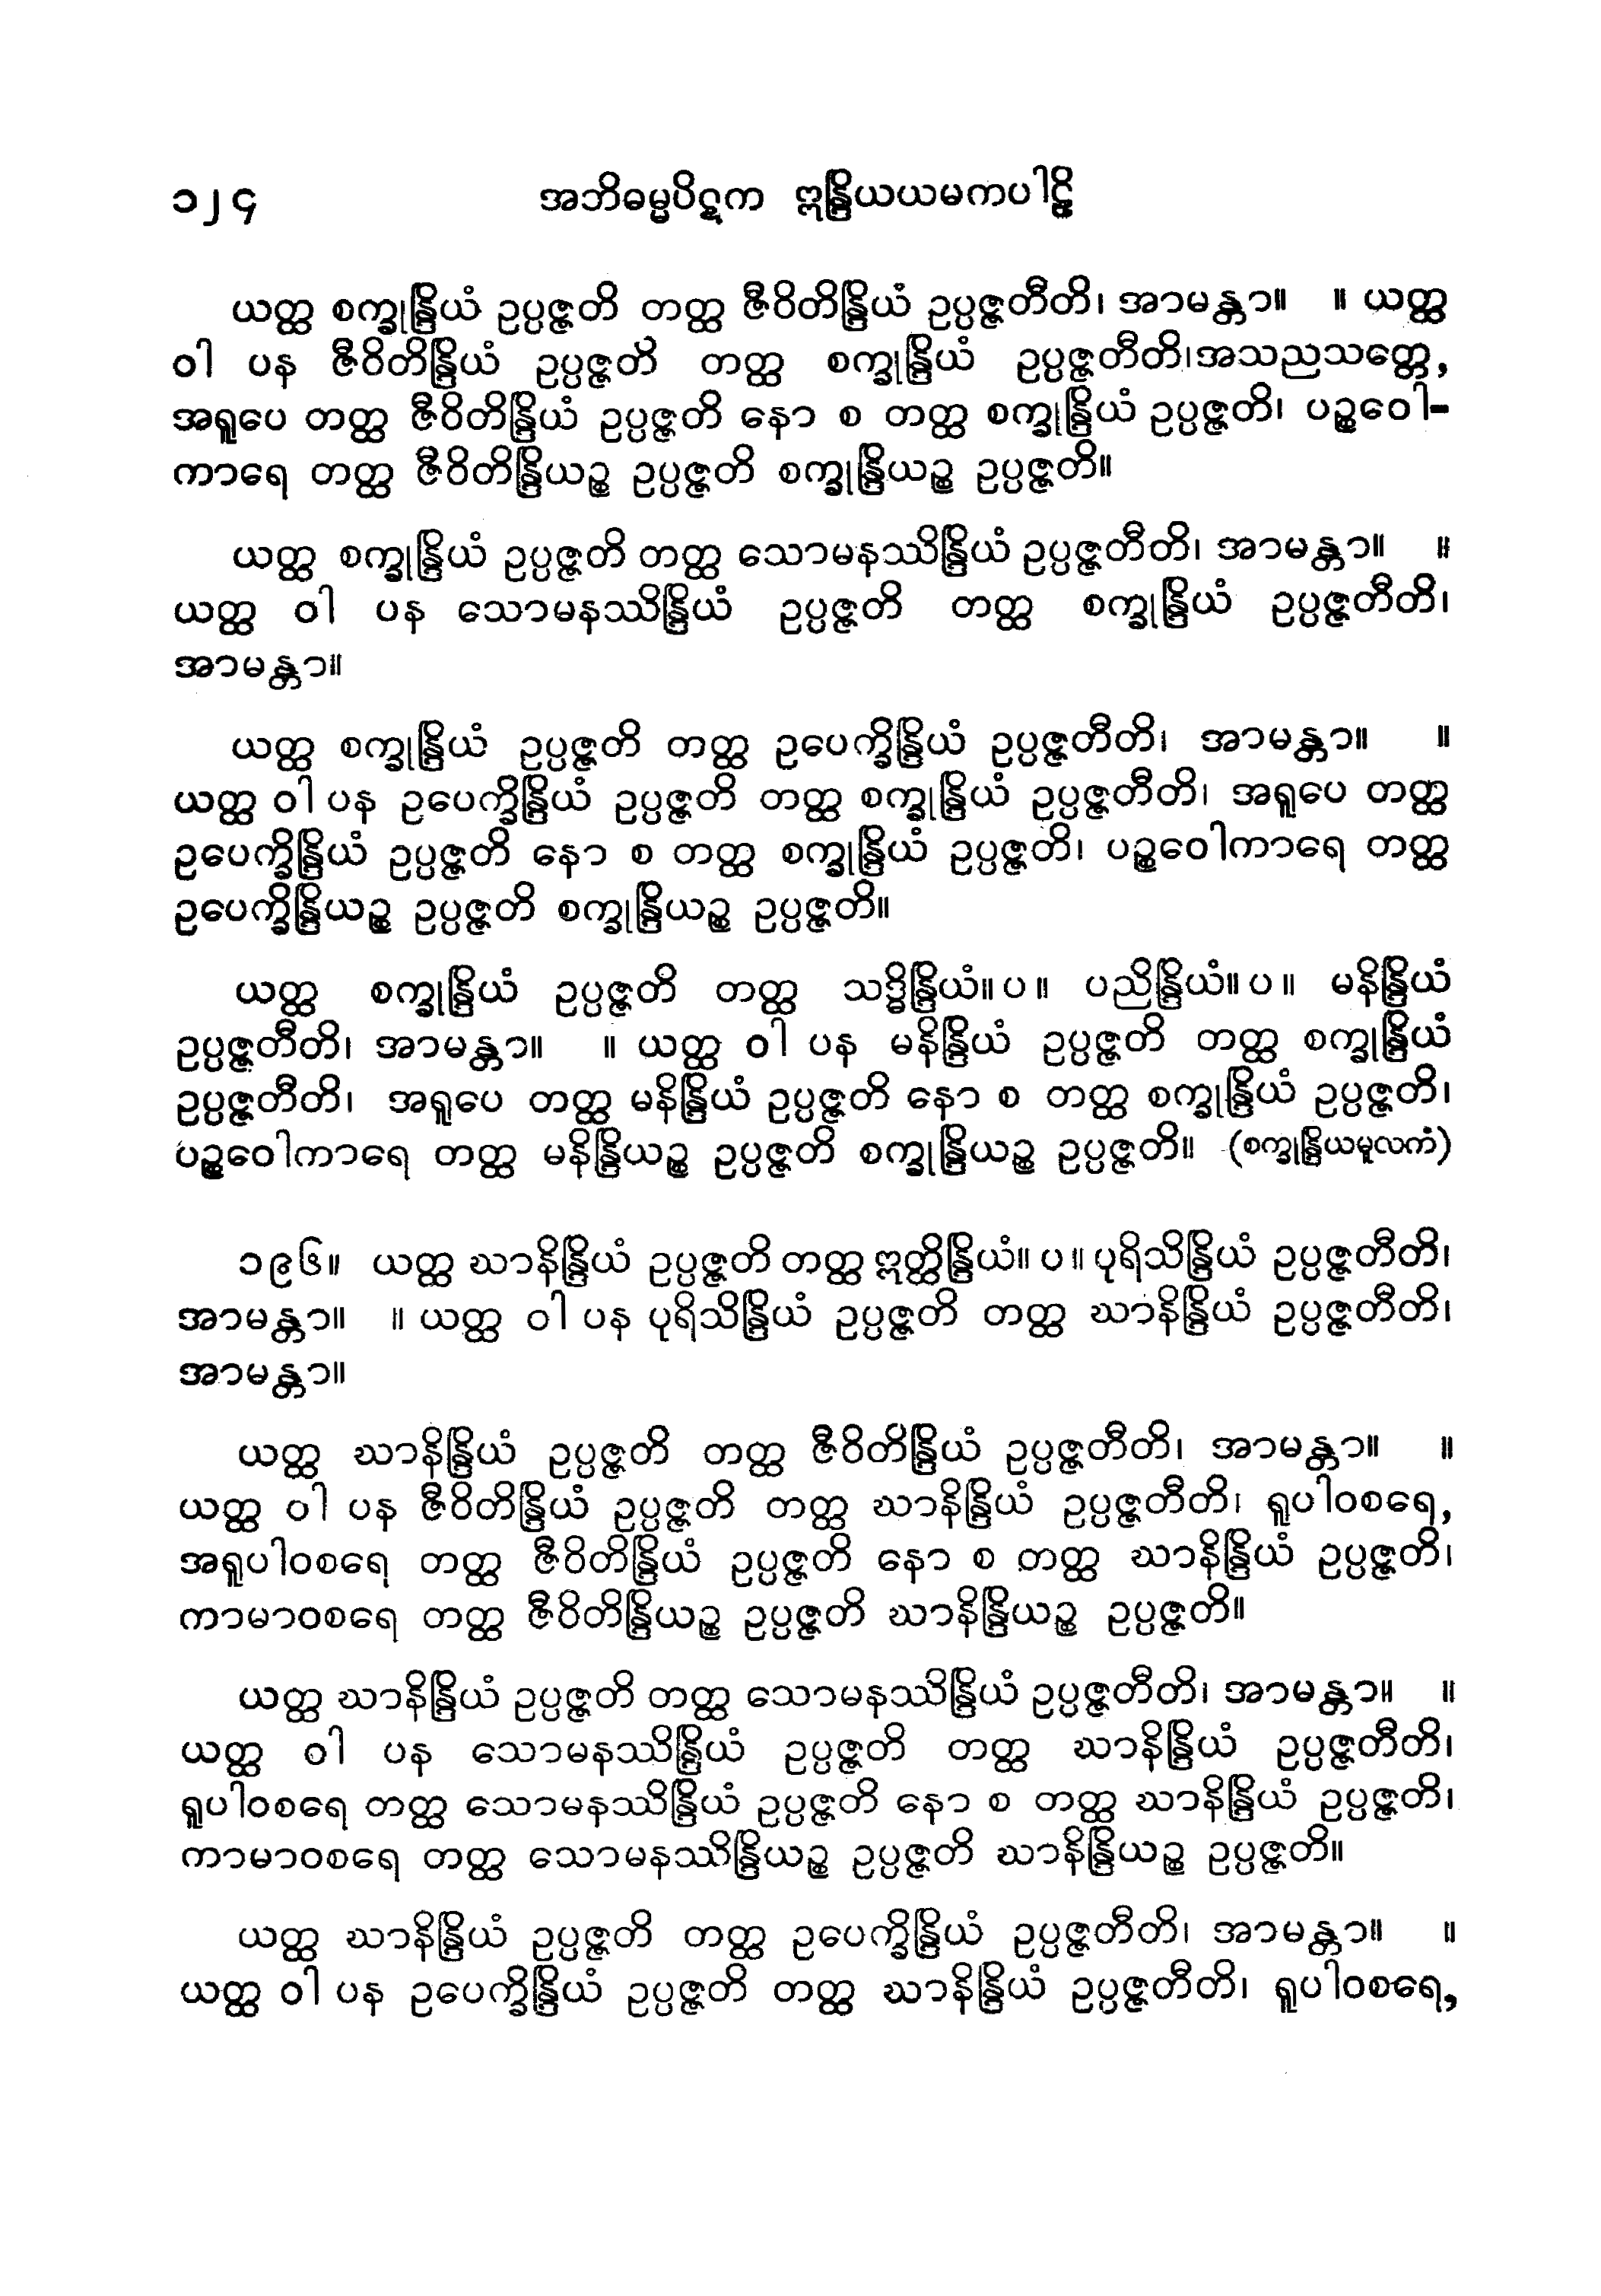 ၁၂၄ အဘိဓမ္မပိဋက ဣန္ဒြိယယမကပါဠိ
ယတ္ထ စက္ခုန္ဒြိယံ ဥပ္ပဇ္ဇတိ တတ္ထ ဇီဝိတိန္ဒြိယံ ဥပ္ပဇ္ဇတီတိ၊ အာမန္တာ။ ။ ယတ္ထ
ဝါ ပန ဇီဝိတိန္ဒြိယံ ဥပ္ပဇ္ဇတိ တတ္ထ စက္ခုန္ဒြိယံ ဥပ္ပဇ္ဇတီတိ၊အသညသတ္တေ,
အရူပေ တတ္ထ ဇီဝိတိန္ဒြိယံ ဥပ္ပဇ္ဇတိ နော စ တတ္ထ စက္ခုန္ဒြိယံ ဥပ္ပဇ္ဇတိ၊ ပဉ္စဝေါ-
ကာရေ တတ္ထ ဇီဝိတိန္ဒြိယဉ္စ ဥပ္ပဇ္ဇတိ စက္ခုန္ဒြိယဉ္စ ဥပ္ပဇ္ဇတိ။
ယတ္ထ စက္ခုန္ဒြိယံ ဥပ္ပဇ္ဇတိ တတ္ထ သောမနဿိန္ဒြိယံ ဥပ္ပဇ္ဇတီတိ၊ အာမန္တာ။ ။
ယတ္ထ ဝါ ပန သောမနဿိန္ဒြိယံ ဥပ္ပဇ္ဇတိ တတ္ထ စက္ခုန္ဒြိယံ ဥပ္ပဇ္ဇတီတိ၊
အာမန္တာ။
ယတ္ထ စက္ခုန္ဒြိယံ ဥပ္ပဇ္ဇတိ တတ္ထ ဥပေက္ခိန္ဒြိယံ ဥပ္ပဇ္ဇတီတိ၊ အာမန္တာ။ ။
ယတ္ထ ဝါ ပန ဥပေက္ခိန္ဒြိယံ ဥပ္ပဇ္ဇတိ တတ္ထ စက္ခုန္ဒြိယံ ဥပ္ပဇ္ဇတီတိ၊ အရူပေ တတ္ထ
ဥပေက္ခိန္ဒြိယံ ဥပ္ပဇ္ဇတိ နော စ တတ္ထ စက္ခုန္ဒြိယံ ဥပ္ပဇ္ဇတိ၊ ပဉ္စဝေါကာရေ တတ္ထ
ဥပေက္ခိန္ဒြိယဉ္စ ဥပ္ပဇ္ဇတိ စက္ခုန္ဒြိယဉ္စ ဥပ္ပဇ္ဇတိ။
ယတ္ထ စက္ခုန္ဒြိယံ ဥပ္ပဇ္ဇတိ တတ္ထ သဒ္ဓိန္ဒြိယံ။ပ။ ပညိန္ဒြိယံ။ပ။ မနိန္ဒြိယံ
ဥပ္ပဇ္ဇတီတိ၊ အာမန္တာ။ ။ ယတ္ထ ဝါ ပန မနိန္ဒြိယံ ဥပ္ပဇ္ဇတိ တတ္ထ စက္ခုန္ဒြိယံ
ဥပ္ပဇ္ဇတီတိ၊ အရူပေ တတ္ထ မနိန္ဒြိယံ ဥပ္ပဇ္ဇတိ နော စ တတ္ထ စက္ခုန္ဒြိယံ ဥပ္ပဇ္ဇတိ၊
ပဉ္စဝေါကာရေ တတ္ထ မနိန္ဒြိယဉ္စ ဥပ္ပဇ္ဇတိ စက္ခုန္ဒြိယဉ္စ ဥပ္ပဇ္ဇတိ။ (စက္ခုန္ဒြိယမူလကံ)
၁၉၆။ ယတ္ထ ဃာနိန္ဒြိယံ ဥပ္ပဇ္ဇတိ တတ္ထ ဣတ္ထိန္ဒြိယံ။ပ။ ပုရိသိန္ဒြိယံ ဥပ္ပဇ္ဇတီတိ၊
အာမန္တာ။ ။ ယတ္ထ ဝါ ပန ပုရိသိန္ဒြိယံ ဥပ္ပဇ္ဇတိ တတ္ထ ဃာနိန္ဒြိယံ ဥပ္ပဇ္ဇတီတိ၊
အာမန္တာ။
ယတ္ထ ဃာနိန္ဒြိယံ ဥပ္ပဇ္ဇတိ တတ္ထ ဇီဝိတိန္ဒြိယံ ဥပ္ပဇ္ဇတီတိ၊ အာမန္တာ။ ။
ယတ္ထ ဝါ ပန ဇီဝိတိန္ဒြိယံ ဥပ္ပဇ္ဇတိ တတ္ထ ဃာနိန္ဒြိယံ ဥပ္ပဇ္ဇတီတိ၊ ရူပါဝစရေ,
အရူပါဝစရေ တတ္ထ ဇီဝိတိန္ဒြိယံ ဥပ္ပဇ္ဇတိ နော စ တတ္ထ ဃာနိန္ဒြိယံ ဥပ္ပဇ္ဇတိ၊
ကာမာဝစရေ တတ္ထ ဇီဝိတိန္ဒြိယဉ္စ ဥပ္ပဇ္ဇတိ ဃာနိန္ဒြိယဉ္စ ဥပ္ပဇ္ဇတိ။
ယတ္ထ ဃာနိန္ဒြိယံ ဥပ္ပဇ္ဇတိ တတ္ထ သောမနဿိန္ဒြိယံ ဥပ္ပဇ္ဇတီတိ၊ အာမန္တာ။ ။
ယတ္ထ ဝါ ပန သောမနဿိန္ဒြိယံ ဥပ္ပဇ္ဇတိ တတ္ထ ဃာနိန္ဒြိယံ ဥပ္ပဇ္ဇတီတိ၊
ရူပါဝစရေ တတ္ထ သောမနဿိန္ဒြိယံ ဥပ္ပဇ္ဇတိ နော စ တတ္ထ ဃာနိန္ဒြိယံ ဥပ္ပဇ္ဇတိ၊
ကာမာဝစရေ တတ္ထ သောမနဿိန္ဒြိယဉ္စ ဥပ္ပဇ္ဇတိ ဃာနိန္ဒြိယဉ္စ ဥပ္ပဇ္ဇတိ။
ယတ္ထ ဃာနိန္ဒြိယံ ဥပ္ပဇ္ဇတိ တတ္ထ ဥပေက္ခိန္ဒြိယံ ဥပ္ပဇ္ဇတီတိ၊ အာမန္တာ။ ။
ယတ္ထ ဝါ ပန ဥပေက္ခိန္ဒြိယံ ဥပ္ပဇ္ဇတိ တတ္ထ ဃာနိန္ဒြိယံ ဥပ္ပဇ္ဇတီတိ၊ ရူပါဝစရေ,